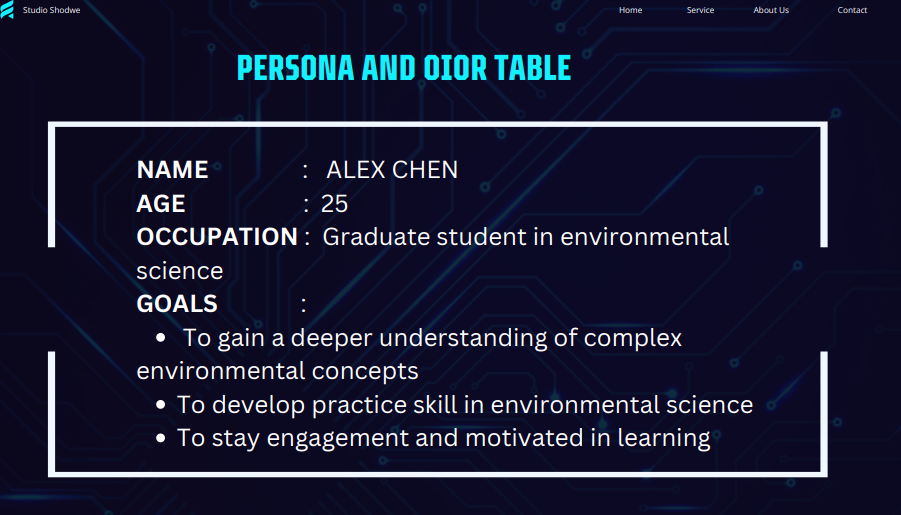 Studio Shodwe
Home Service About Us Contact
PERSONA AND OIOR TABLE
NAME : ALEX CHEN
AGE : 25
OCCUPATION : Graduate student in environmental
science
GOALS :
• To gain a deeper understanding of complex
environmental concepts
• To develop practice skill in environmental science
• To stay engagement and motivated in learning